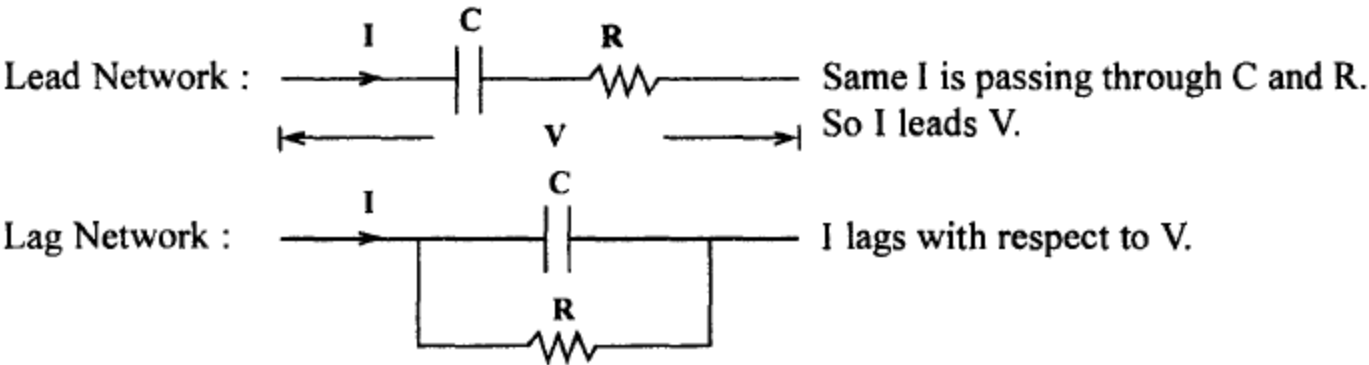 I C R
Lead Network : Same I is passing through C and R.
V So I leads V.
I C
Lag Network : I lags with respect to V.
R